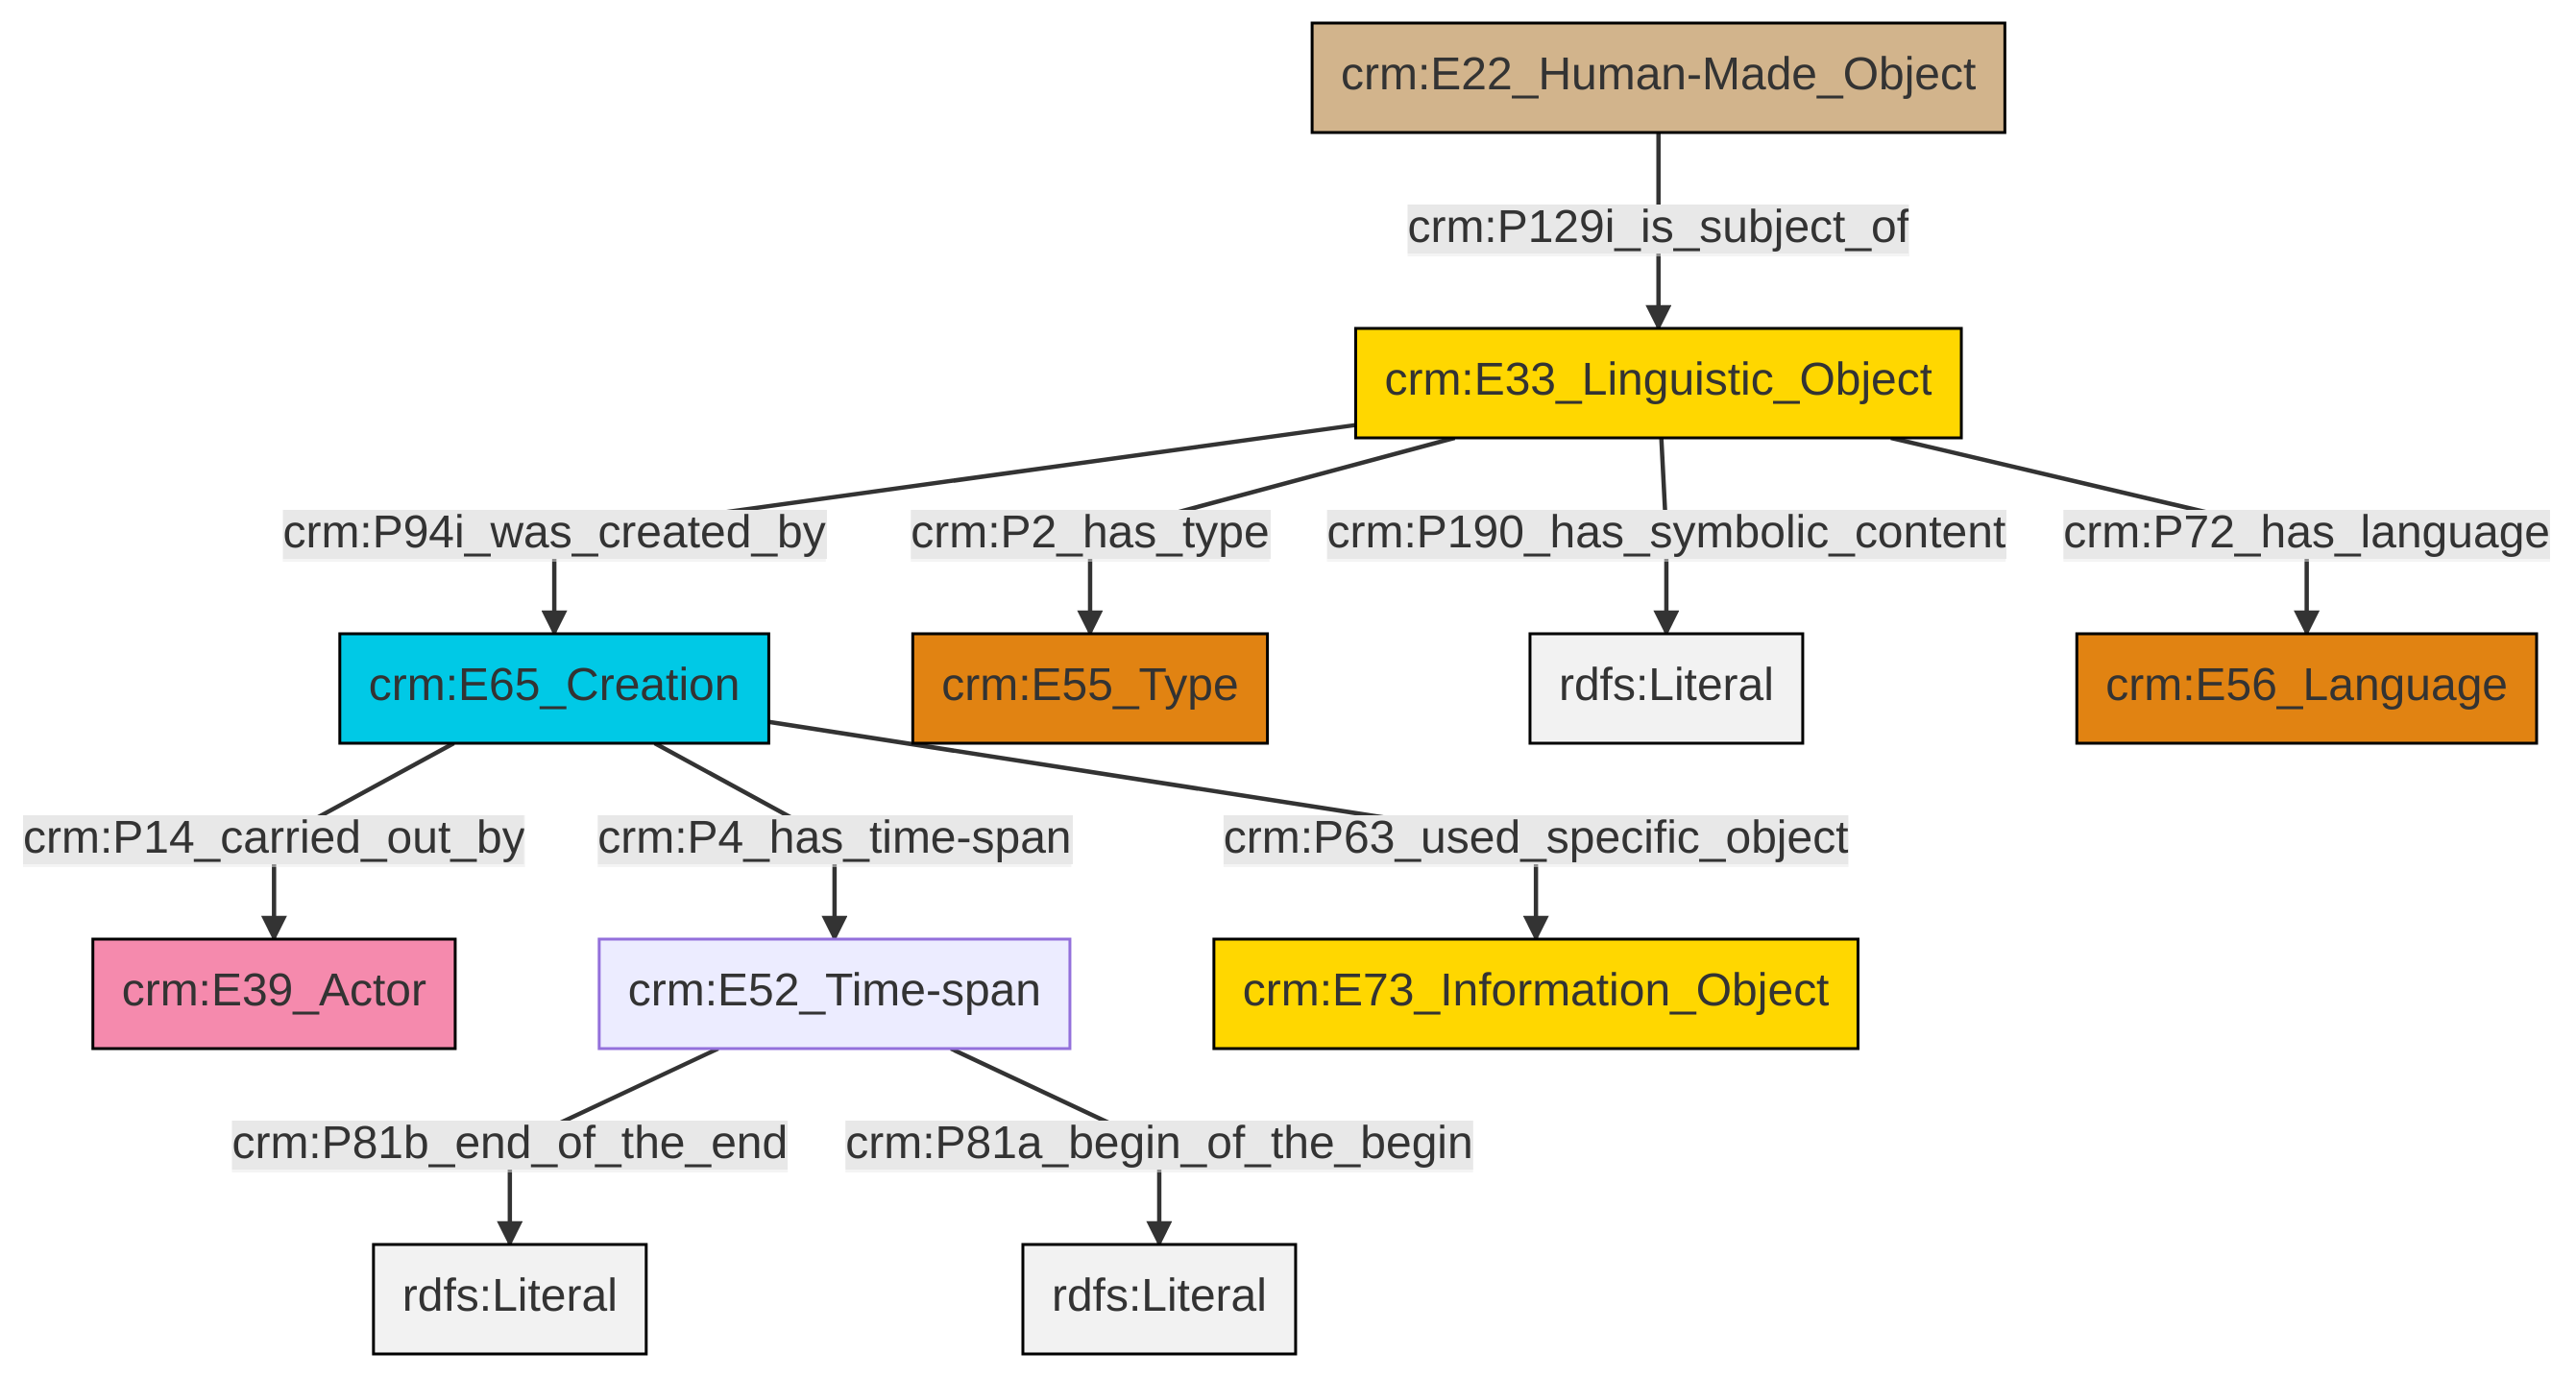 crm:E22_Human-Made_Object
crm:P129i_is_subject_of
crm:E33_Linguistic_Object
crm:P94i_was_created_by
crm:P2_has_type
crm:P190_has_symbolic_content
crm:P72_has_language
crm:E65_Creation
crm:E55_Type
rdfs:Literal
crm:E56_Language
crm:P14_carried_out_by
crm:P4_has_time-span
crm:P63_used_specific_object
crm:E39_Actor
crm:E52_Time-span
crm:E73_Information_Object
crm:P81b_end_of_the_end
crm:P81a_begin_of_the_begin
rdfs:Literal
rdfs:Literal